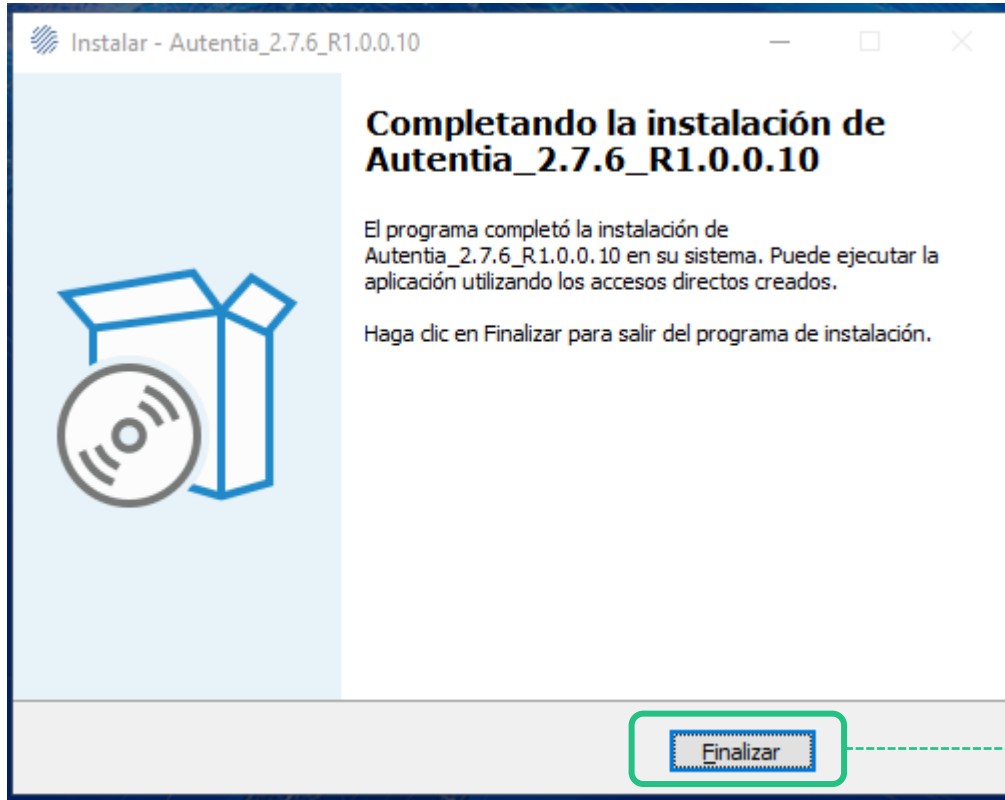 Instalar - Autentia_2.7.6_R1.0.0.10
Completando la instalación de
Autentia_2.7.6_R1.0.0.10
El programa completó la instalación de
Autentia_2.7.6_R1.0.0.10 en su sistema. Puede ejecutar la
aplicación utilizando los accesos directos creados.
Haga clic en Finalizar para salir del programa de instalación.
Finalizar